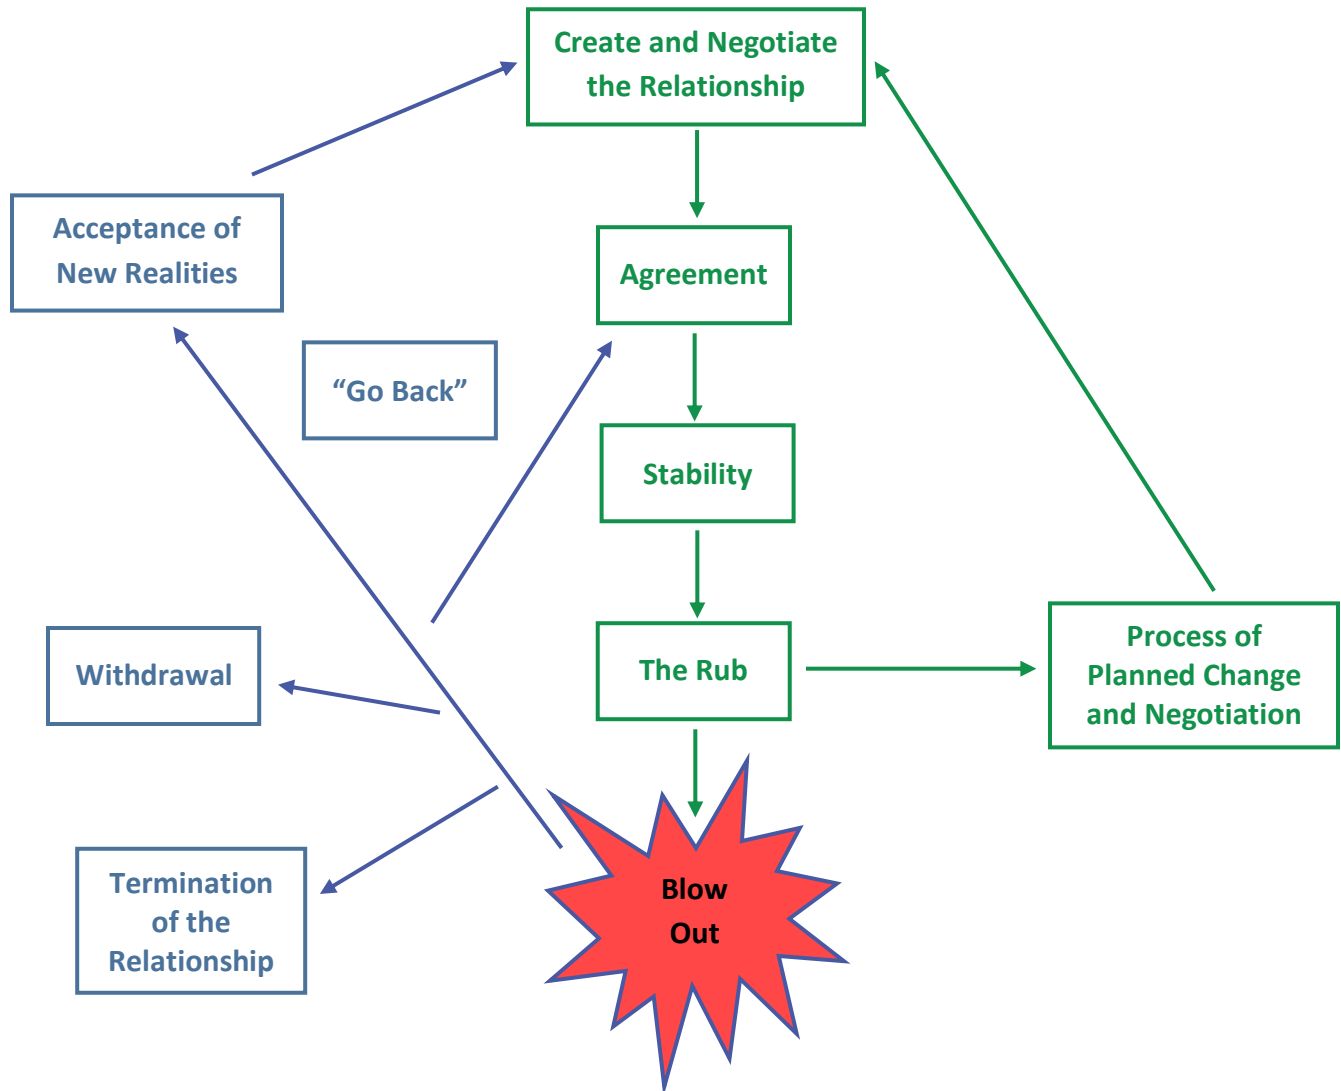 Create and Negotiate
the Relationship
Acceptance of
New Realities
Agreement
“Go Back”
Stability
Withdrawal
The Rub
Process of
Planned Change
and Negotiation
Termination
of the
Relationship
Blow
Out